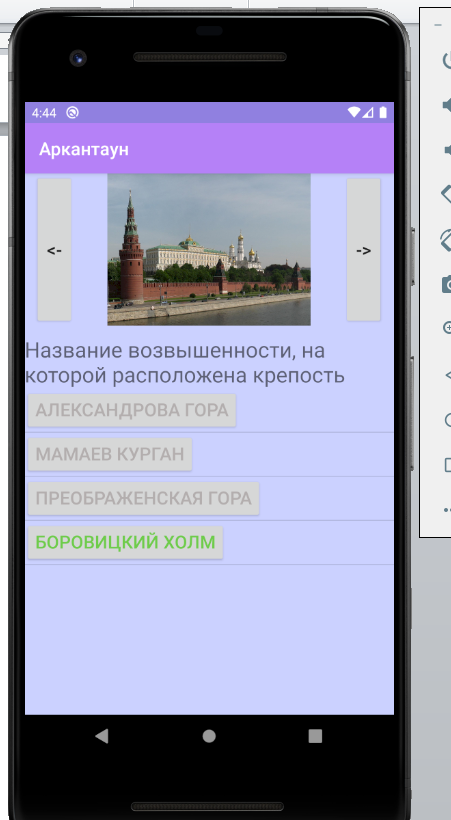 4:44
Аркантаун
<-
->
Название возвышенности, на
которой расположена крепость
АЛЕКСАНДРОВА ГОРА
МАМАЕВ КУРГАН
ПРЕОБРАЖЕНСКАЯ ГОРА
БОРОВИЦКИЙ ХОЛМ